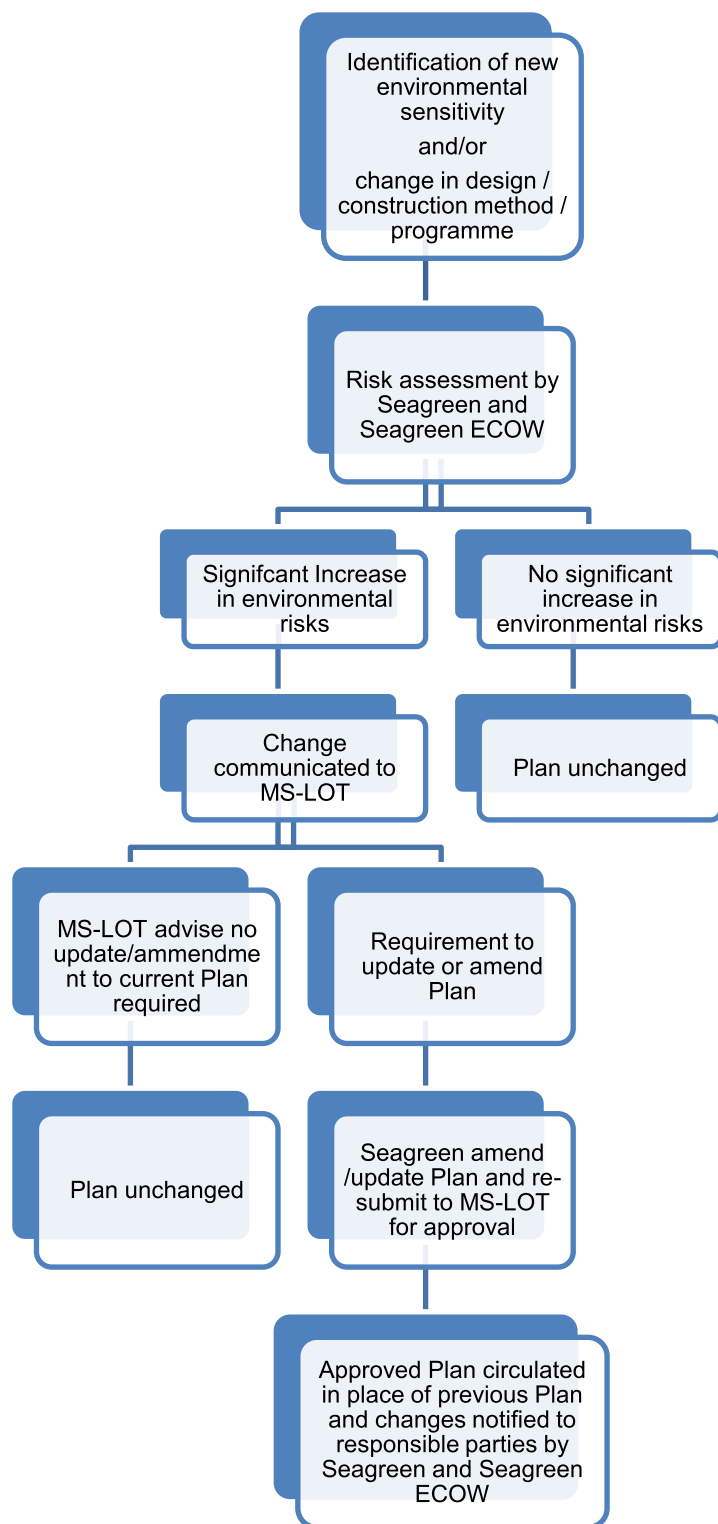 Identification of new
environmental
sensitivity
and/or
change in design /
construction method /
programme
Risk assessment by
Seagreen and
Seagreen ECOW
Signifcant Increase
in environmental
risks
No significant
increase in
environmental risks
Change
communicated to
MS-LOT
Plan unchanged
MS-LOT advise no
update/ammendme
nt to current Plan
required
Requirement to
update or amend
Plan
Plan unchanged
Seagreen amend
/update Plan and re-
submit to MS-LOT
for approval
Approved Plan circulated
in place of previous Plan
and changes notified to
responsible parties by
Seagreen and Seagreen
ECOW